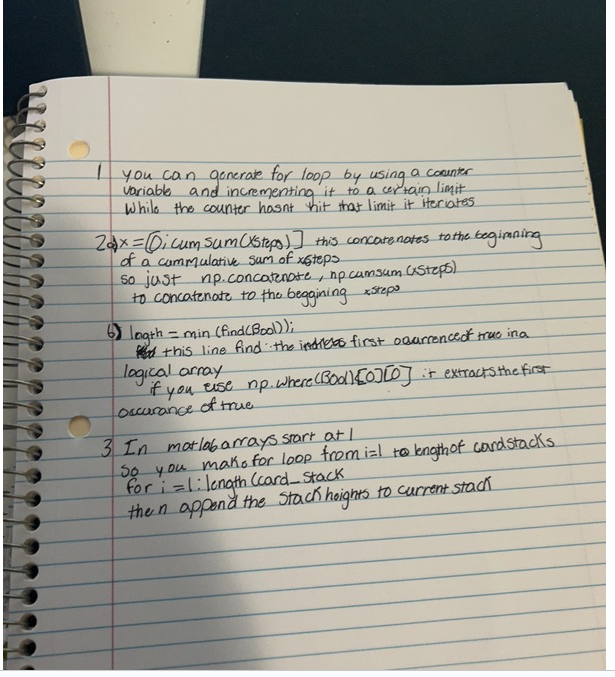 1 you can generate for loop by using a counter
variable and incrementing it to a certain limit
While the counter hasnt hit that limit it iteriates
2a) x = [0; cumsum(xsteps)] this concatenates to the beginning
of a cummulative sum of xsteps
so just np.concatenate, np cumsum (xsteps)
to concatenate to the beggining xsteps
b) length = min (find(Bool));
this line find the first occurrence of true in a
logical array
if you use np.where(Bool)[0][0] it extracts the first
occurance of true
3 In matlab arrays start at 1
So you make for loop from i=1 to length of card stacks
for i = 1: length (card_stack
then append the stack heights to current stack